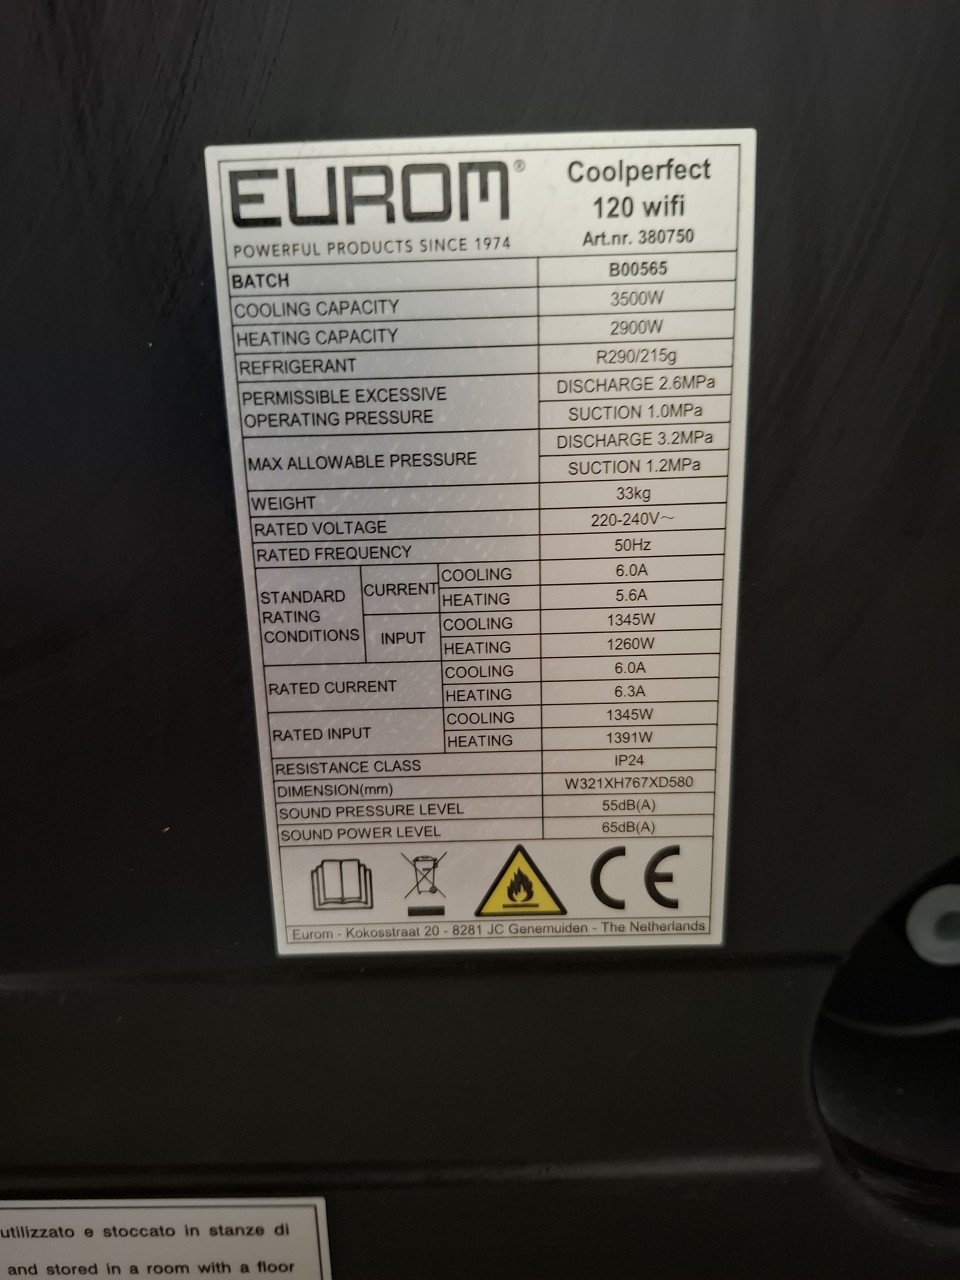 EUROM®
POWERFUL PRODUCTS SINCE 1974
Coolperfect
120 wifi
Art.nr. 380750
BATCH B00565
COOLING CAPACITY 3500W
HEATING CAPACITY 2900W
REFRIGERANT R290/215g
PERMISSIBLE EXCESSIVE
OPERATING PRESSURE
DISCHARGE 2.6MPa
SUCTION 1.0MPa
MAX ALLOWABLE PRESSURE
DISCHARGE 3.2MPa
SUCTION 1.2MPa
WEIGHT 33kg
RATED VOLTAGE 220-240V~
RATED FREQUENCY 50Hz
STANDARD
RATING
CONDITIONS
CURRENT
COOLING 6.0A
HEATING 5.6A
INPUT
COOLING 1345W
HEATING 1260W
RATED CURRENT
COOLING 6.0A
HEATING 6.3A
RATED INPUT
COOLING 1345W
HEATING 1391W
RESISTANCE CLASS IP24
DIMENSION(mm) W321XH767XD580
SOUND PRESSURE LEVEL 55dB(A)
SOUND POWER LEVEL 65dB(A)
CE
Eurom - Kokosstraat 20 - 8281 JC Genemuiden - The Netherlands
utilizzato e stoccato in stanze di
and stored in a room with a floor